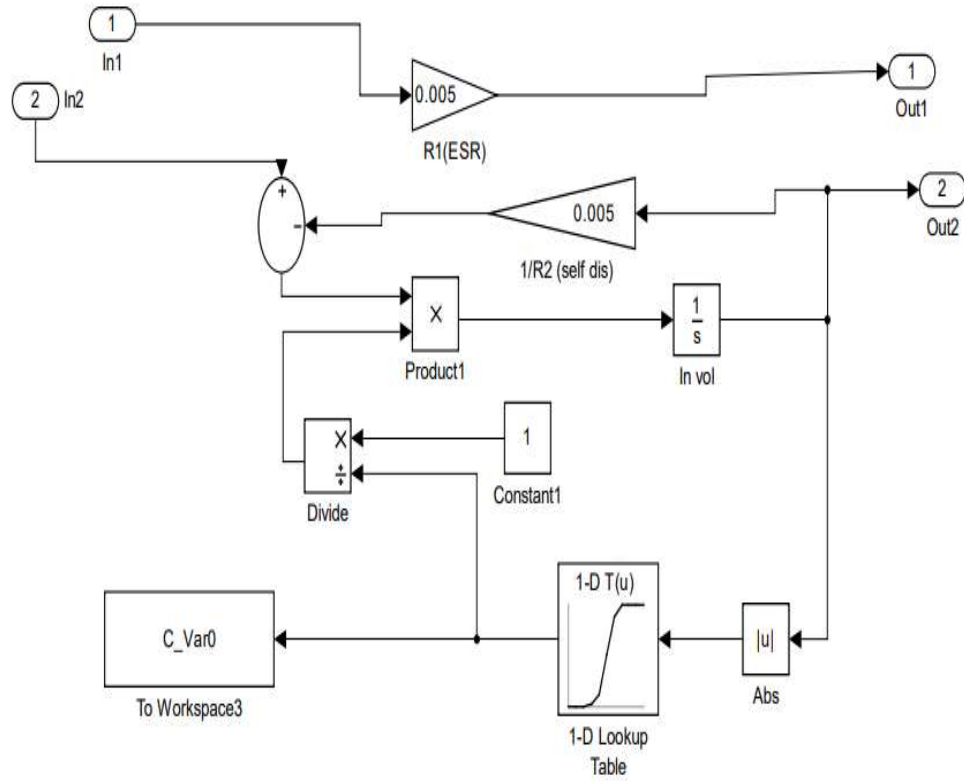 1
In1
0.005
R1(ESR)
1
Out1
2
In2
+
−
0.005
1/R2 (self dis)
2
Out2
×
Product1
1
s
In vol
×
÷
Divide
1
Constant1
C_Var0
To Workspace3
1-D T(u)
1-D Lookup
Table
|u|
Abs